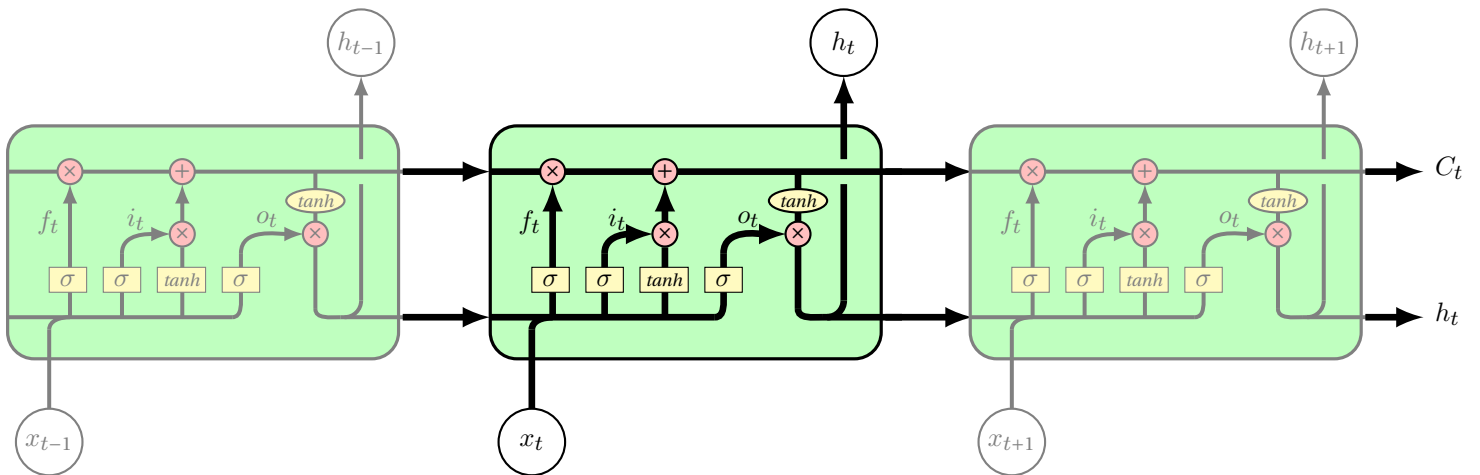 h_{t-1} h_t h_{t+1}
× + × + × + C_t
tanh tanh tanh
f_t i_t o_t f_t i_t o_t f_t i_t o_t
× × × × × ×
σ σ tanh σ σ σ tanh σ σ σ tanh σ
h_t
x_{t-1} x_t x_{t+1}